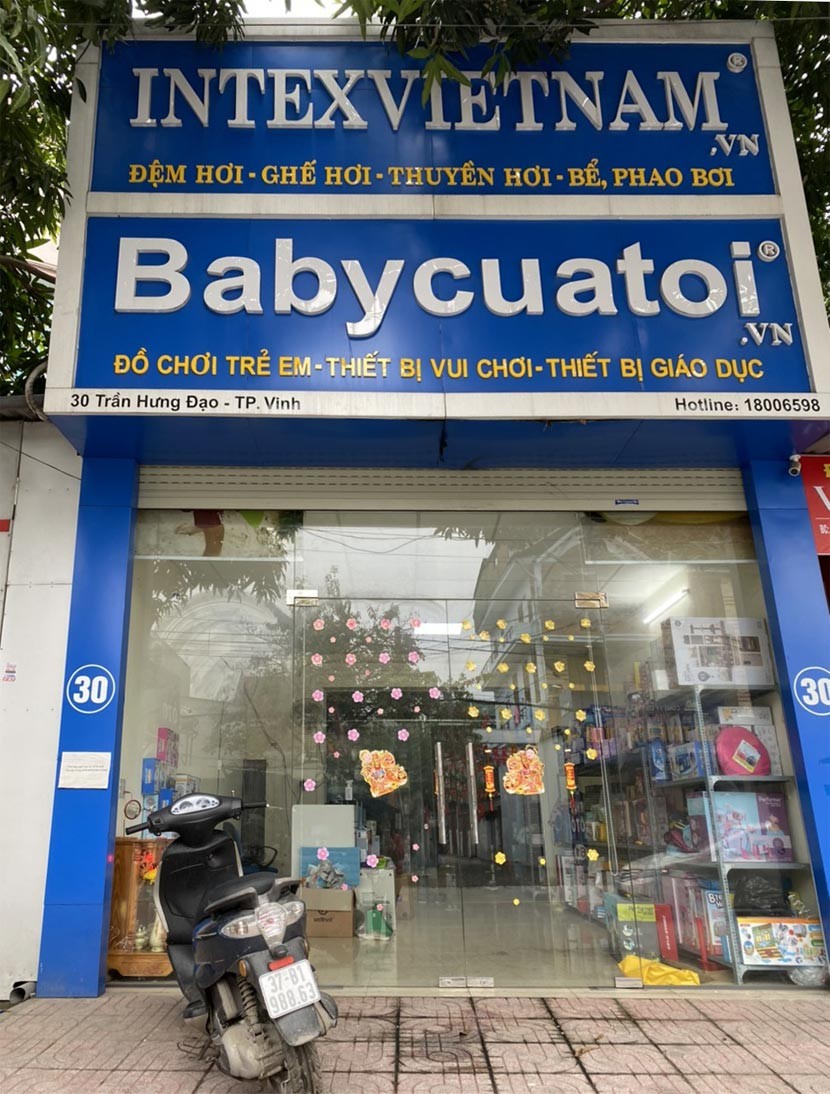 INTEXVIETNAM®
.VN
ĐỆM HƠI - GHẾ HƠI - THUYỀN HƠI - BỂ, PHAO BƠI
Babycuatoi®
.VN
ĐỒ CHƠI TRẺ EM - THIẾT BỊ VUI CHƠI - THIẾT BỊ GIÁO DỤC
30 Trần Hưng Đạo - TP. Vinh
Hotline: 18006598
30
30
37-B1
988.63